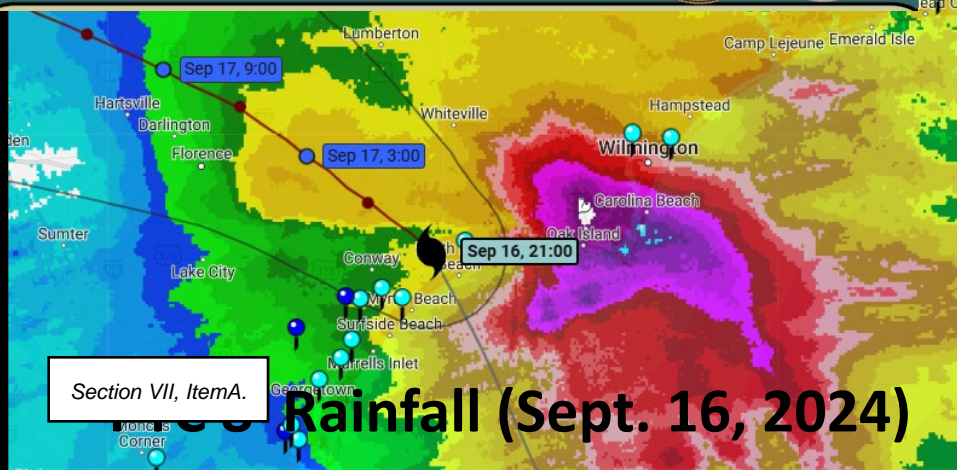 Lumberton
Camp Lejeune
Emerald Isle
Sep 17, 9:00
Hartsville
Hampstead
Whiteville
Darlington
Florence
Wilmington
Sep 17, 3:00
Carolina Beach
Sumter
Oak Island
Sep 16, 21:00
Conway
Lake City
Beach
Surfside Beach
Murrells Inlet
Section VII, ItemA.
Georgetown
Rainfall (Sept. 16, 2024)
Corner